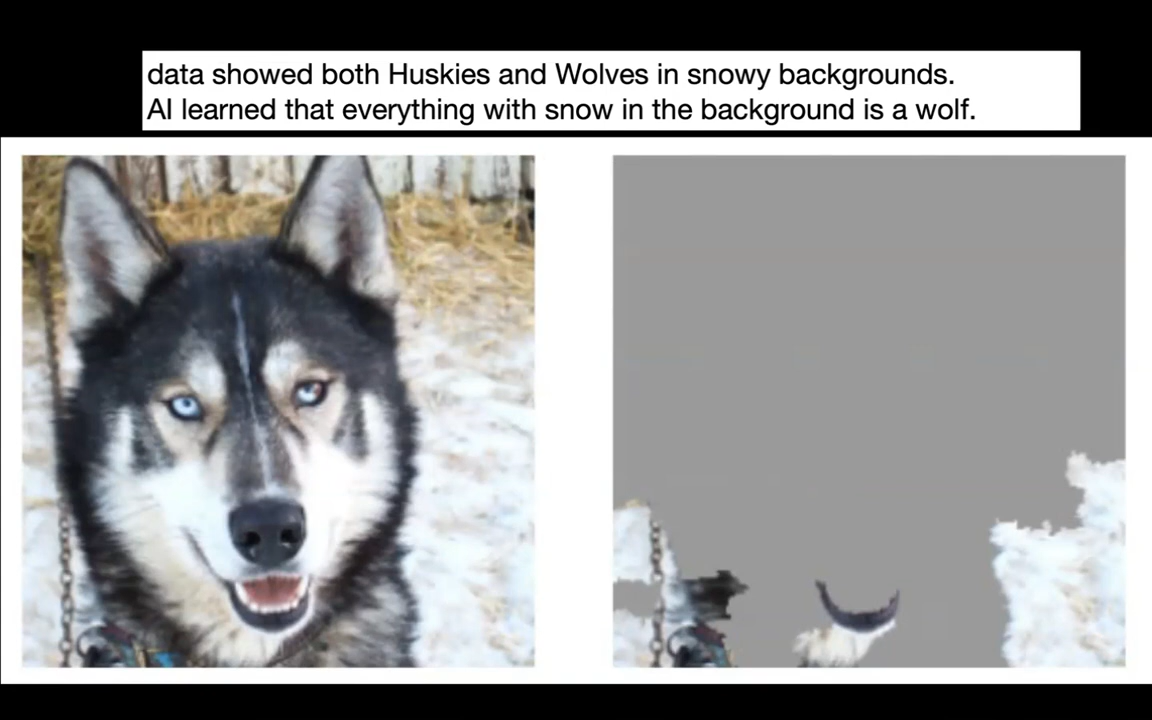 data showed both Huskies and Wolves in snowy backgrounds.
AI learned that everything with snow in the background is a wolf.